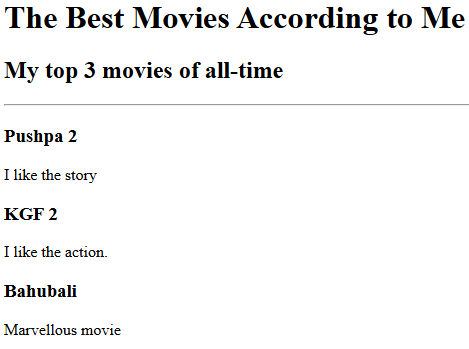 The Best Movies According to Me
My top 3 movies of all-time
Pushpa 2
I like the story
KGF 2
I like the action.
Bahubali
Marvellous movie